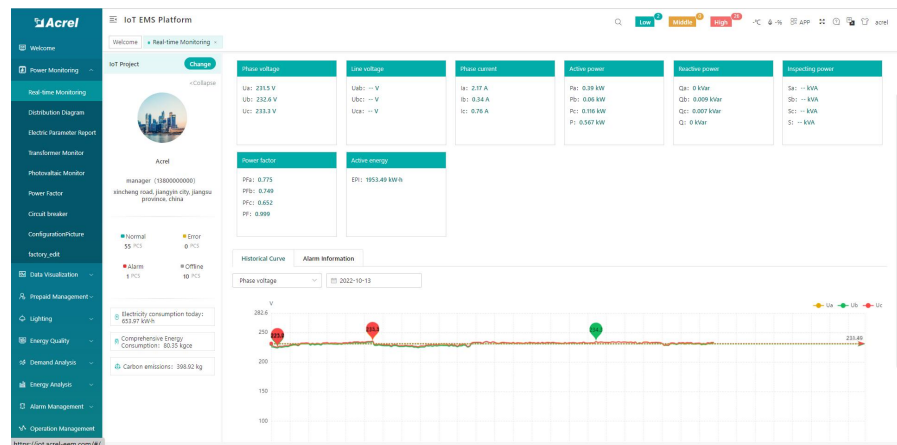 Acrel
IoT EMS Platform
Low 2
Middle
High 28
-℃
-%
APP
acrel
Welcome
Real-time Monitoring
Welcome
Power Monitoring
Real-time Monitoring
Distribution Diagram
Electric Parameter Report
Transformer Monitor
Photovaltaic Monitor
Power Factor
Circuit breaker
ConfigurationPicture
factory_edit
Data Visualization
Prepaid Management
Lighting
Energy Quality
Demand Analysis
Energy Analysis
Alarm Management
Operation Management
https://iot.acrel-eem.com/#/
IoT Project
Change
<Collapse
Acrel
manager (13800000000)
xincheng road, jiangyin city, jiangsu
province, china
Normal
55 PCS
Error
0 PCS
Alarm
1 PCS
Offline
10 PCS
Electricity consumption today:
653.97 kW·h
Comprehensive Energy
Consumption: 80.35 kgce
Carbon emissions: 398.92 kg
Phase voltage
Ua: 231.5 V
Ub: 232.6 V
Uc: 233.3 V
Line voltage
Uab: -- V
Ubc: -- V
Uca: -- V
Phase current
Ia: 2.17 A
Ib: 0.34 A
Ic: 0.76 A
Active power
Pa: 0.39 kW
Pb: 0.06 kW
Pc: 0.116 kW
P: 0.567 kW
Reactive power
Qa: 0 kVar
Qb: 0.009 kVar
Qc: 0.007 kVar
Q: 0 kVar
Inspecting power
Sa: -- kVA
Sb: -- kVA
Sc: -- kVA
S: -- kVA
Power factor
PFa: 0.775
PFb: 0.749
PFc: 0.652
PF: 0.999
Active energy
EPI: 1953.49 kW·h
Historical Curve
Alarm Information
Phase voltage
2022-10-13
Ua
Ub
Uc
V
282.6
250
200
150
100
233.49